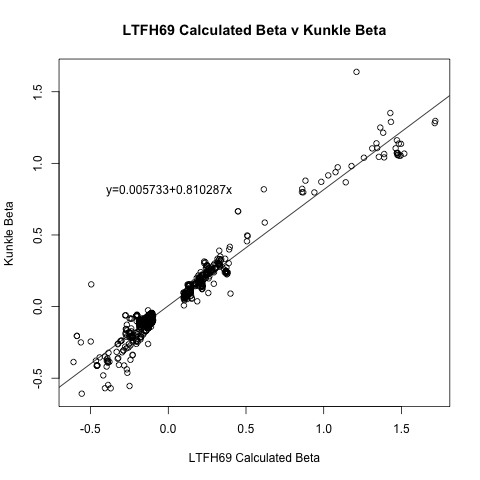 LTFH69 Calculated Beta v Kunkle Beta
Kunkle Beta
1.5
1.0
0.5
0.0
-0.5
y=0.005733+0.810287x
-0.5 0.0 0.5 1.0 1.5
LTFH69 Calculated Beta